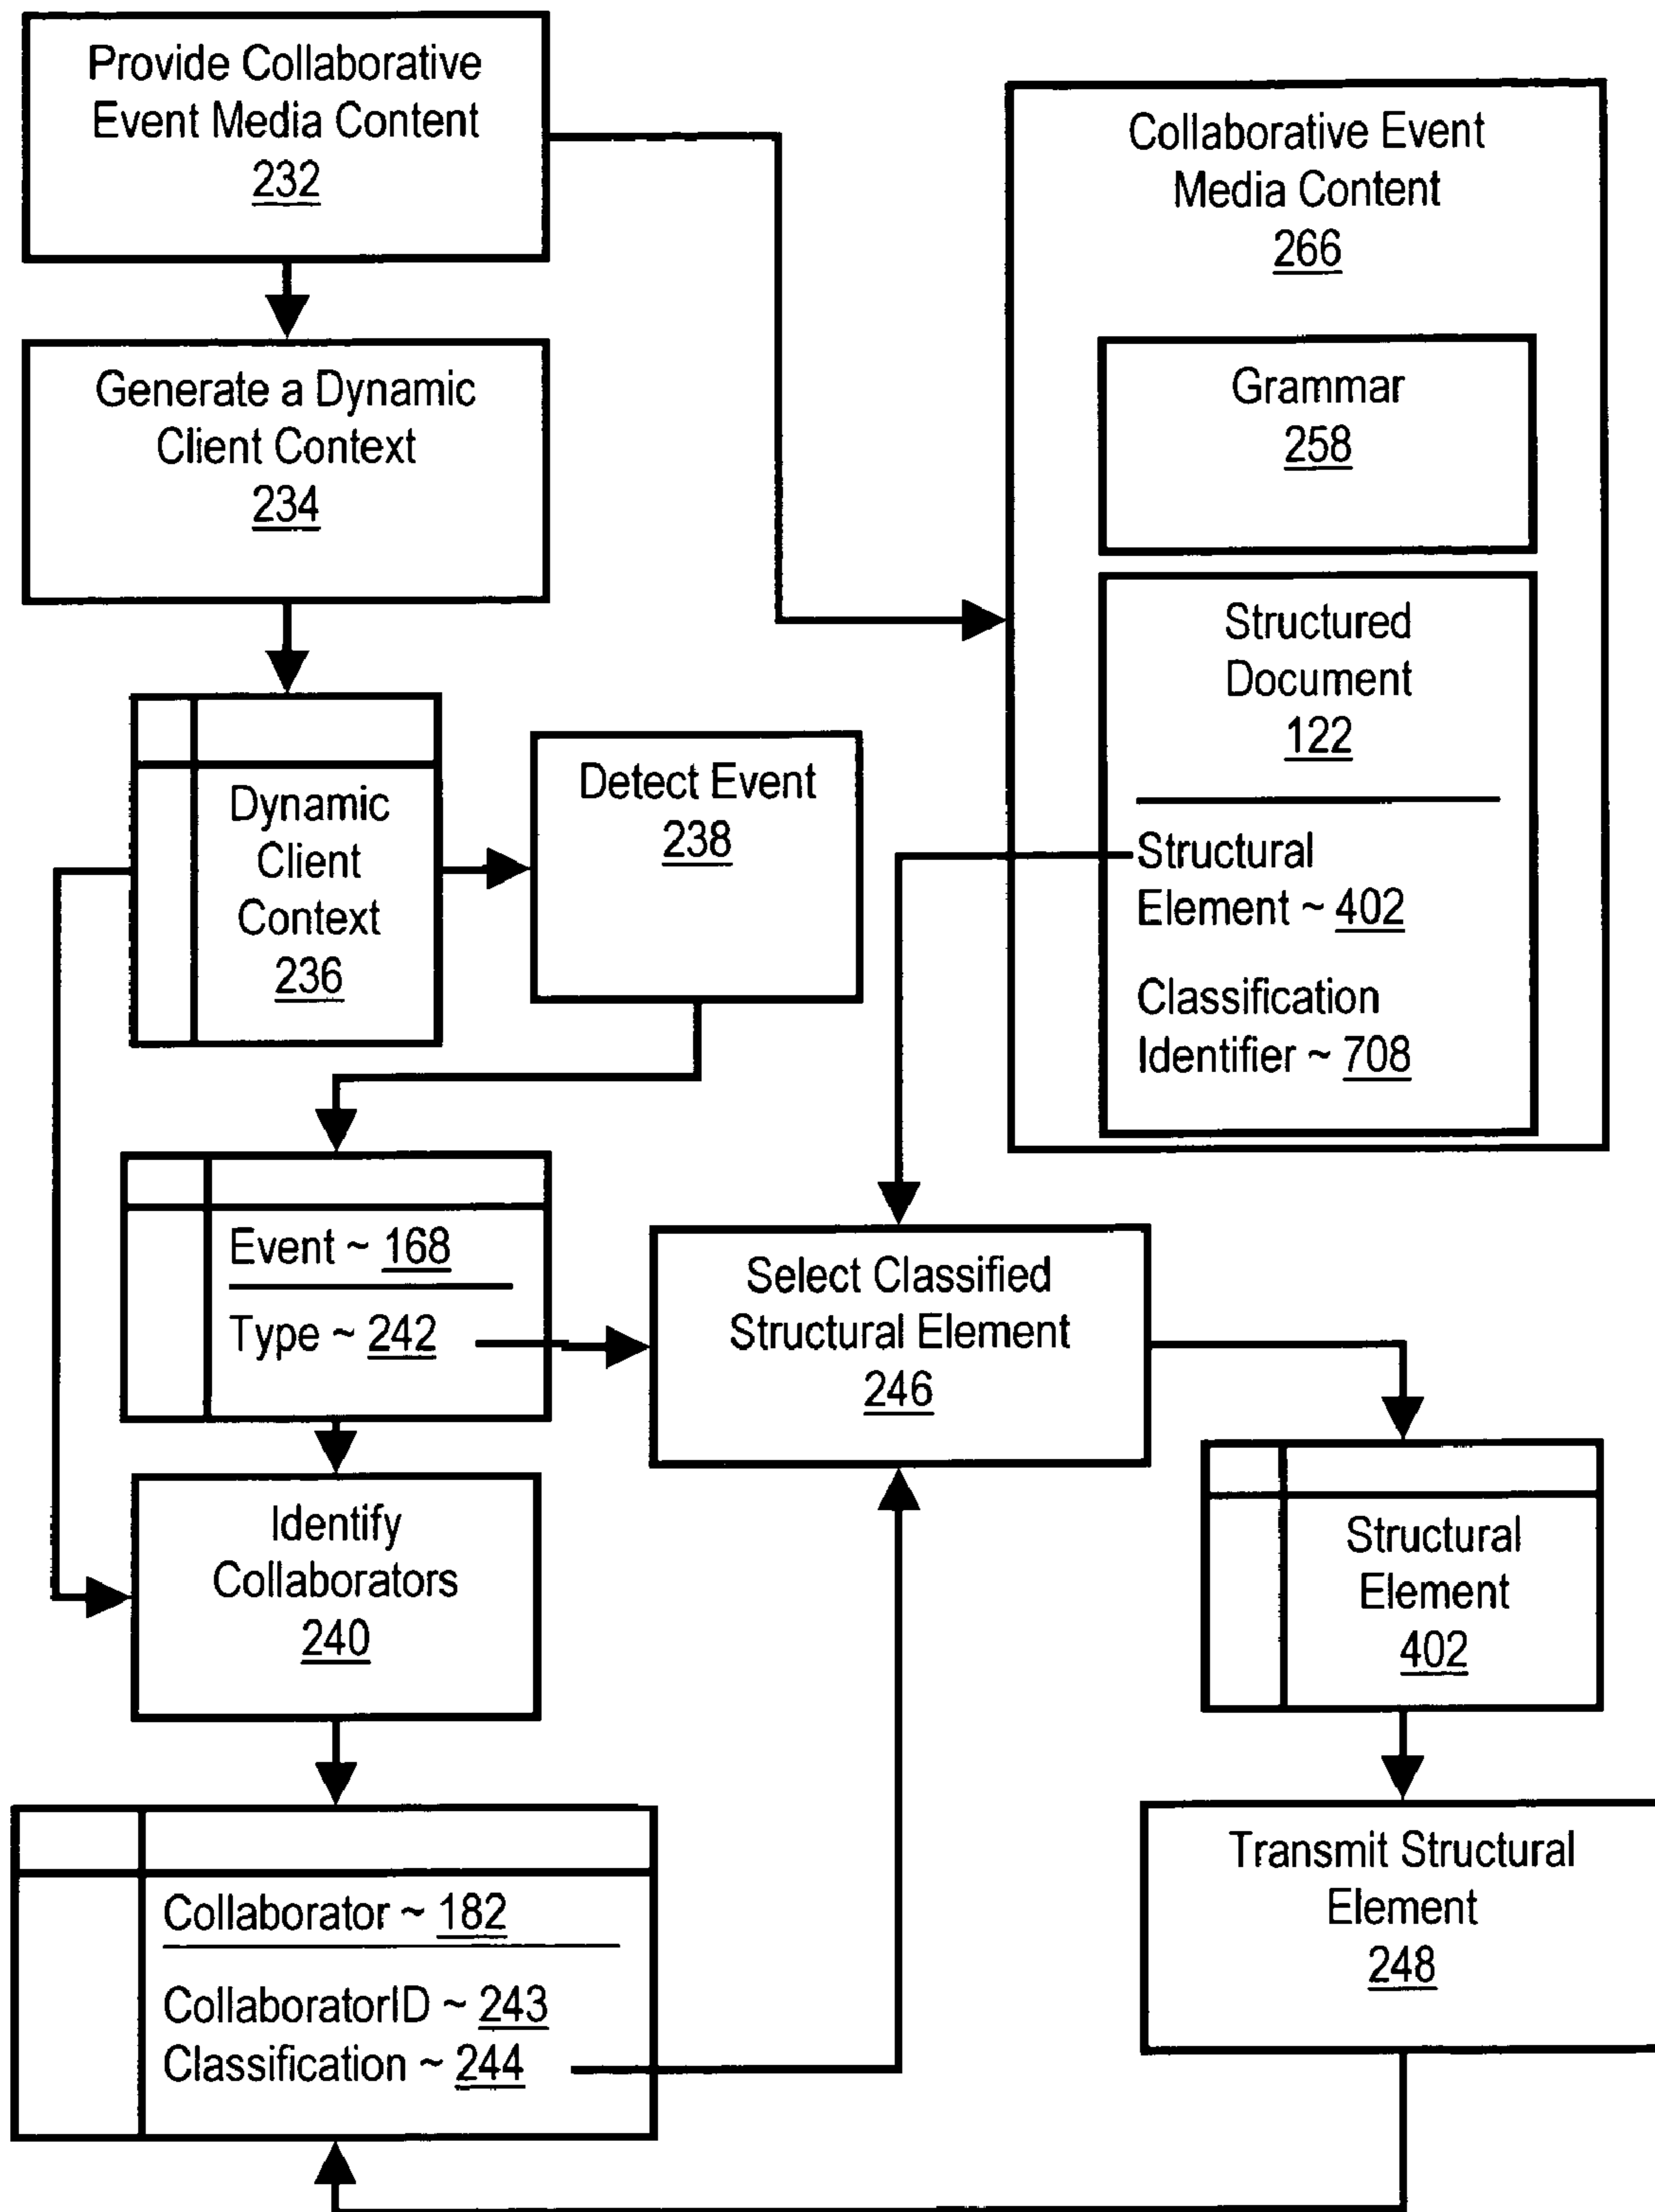 Provide Collaborative
Event Media Content
232
Generate a Dynamic
Client Context
234
Dynamic
Client
Context
236
Detect Event
238
Collaborative Event
Media Content
266
Grammar
258
Structured
Document
122
Structural
Element ~ 402
Classification
Identifier ~ 708
Event ~ 168
Type ~ 242
Select Classified
Structural Element
246
Identify
Collaborators
240
Structural
Element
402
Collaborator ~ 182
CollaboratorID ~ 243
Classification ~ 244
Transmit Structural
Element
248